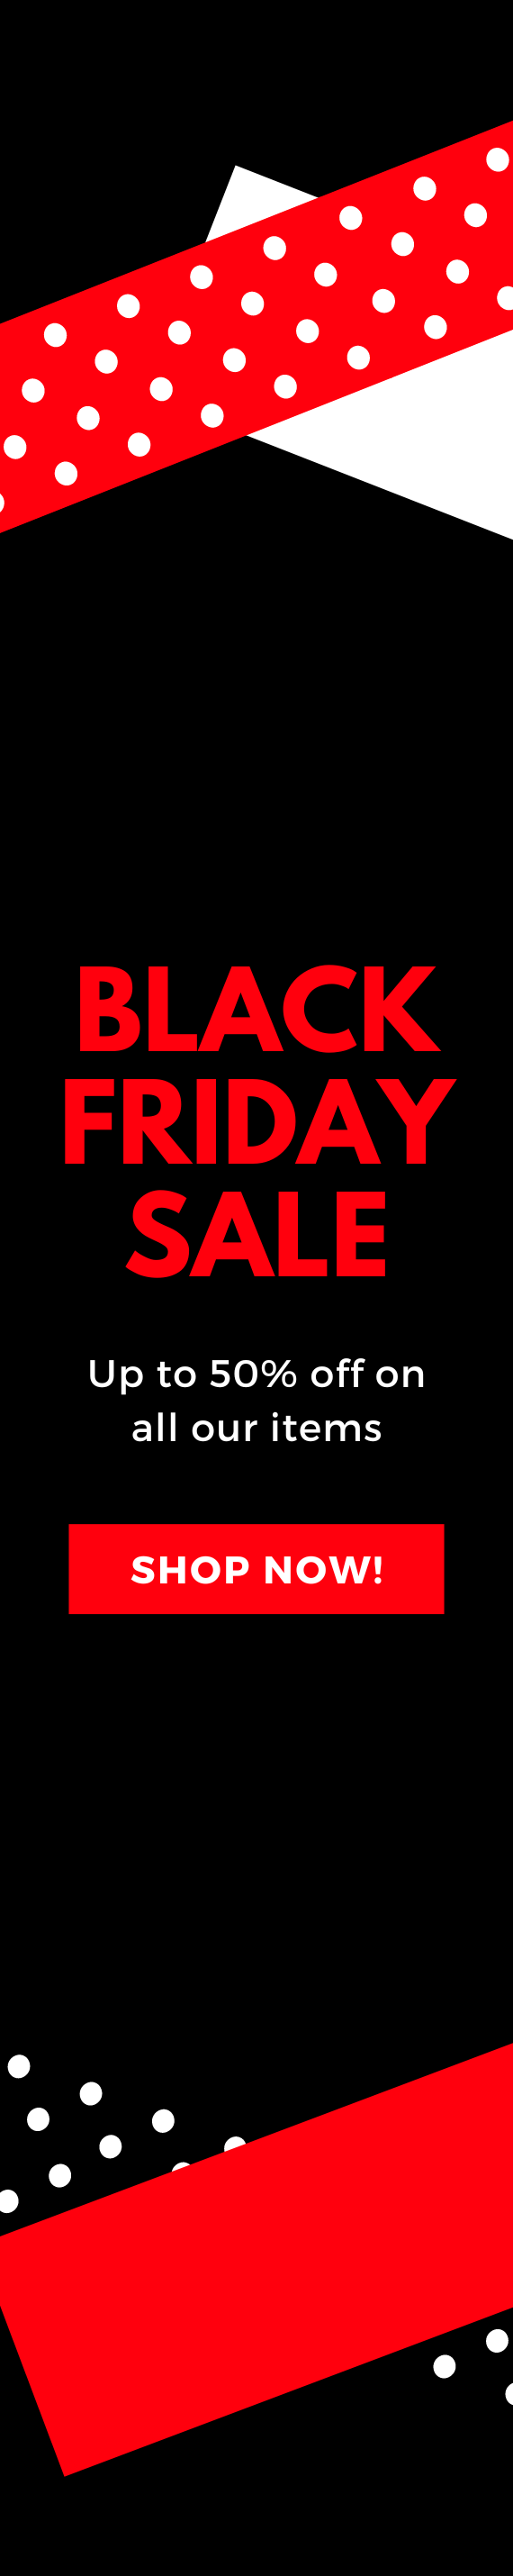 BLACK
FRIDAY
SALE
Up to 50% off on
all our items
SHOP NOW!